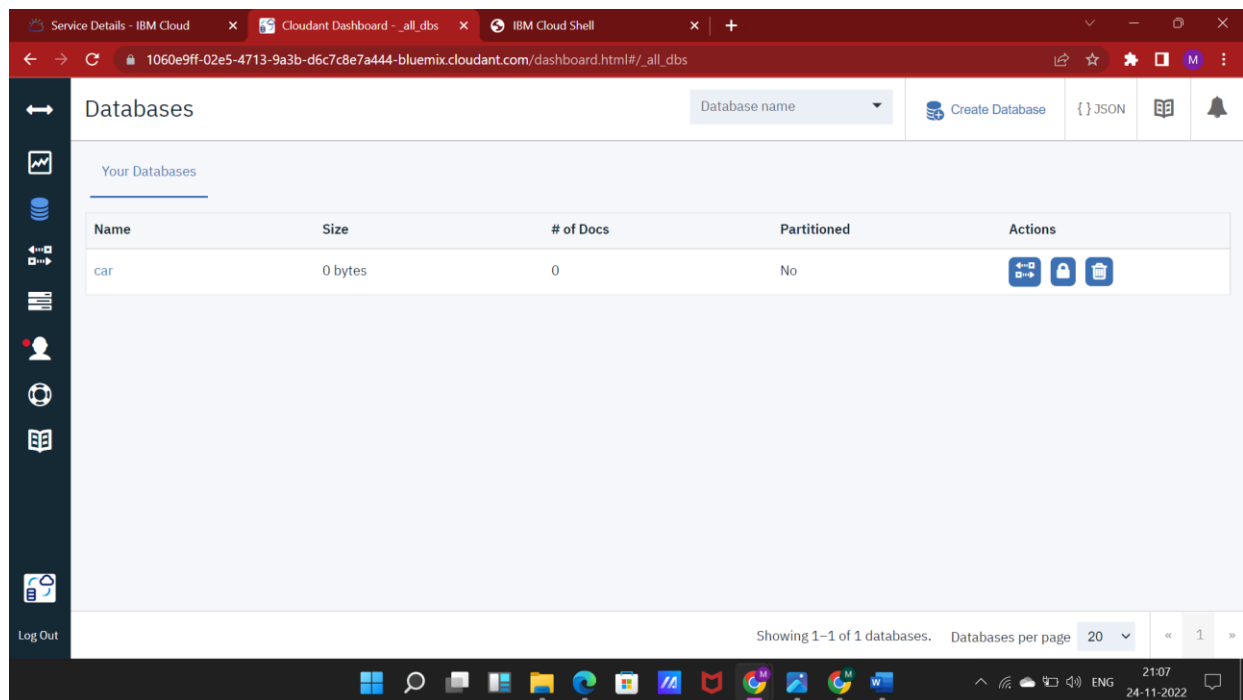 Service Details - IBM Cloud
Cloudant Dashboard - _all_dbs
IBM Cloud Shell
1060e9ff-02e5-4713-9a3b-d6c7c8e7a444-bluemix.cloudant.com/dashboard.html#/_all_dbs
M
Databases
Database name
Create Database
{ } JSON
Your Databases
Name Size # of Docs Partitioned Actions
car 0 bytes 0 No
Log Out
Showing 1–1 of 1 databases. Databases per page 20 « 1 »
M
M
W
ENG
21:07
24-11-2022